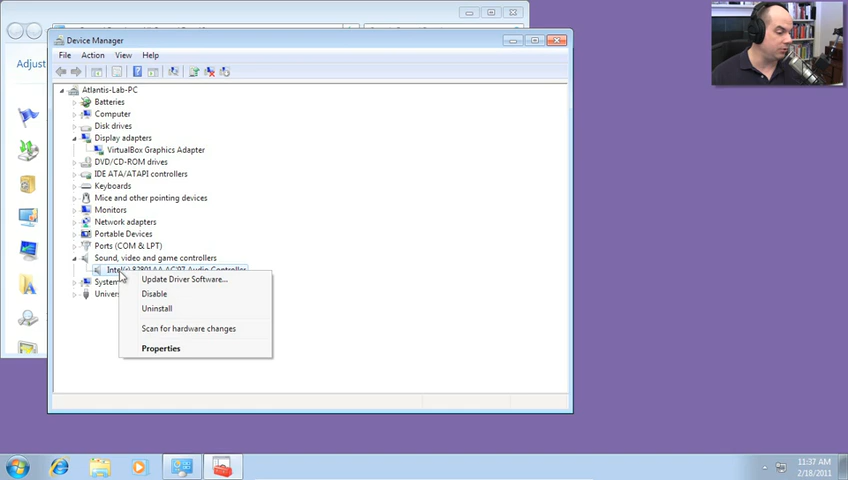 Device Manager
Adjust
File Action View Help
Atlantis-Lab-PC
Batteries
Computer
Disk drives
Display adapters
VirtualBox Graphics Adapter
DVD/CD-ROM drives
IDE ATA/ATAPI controllers
Keyboards
Mice and other pointing devices
Monitors
Network adapters
Portable Devices
Ports (COM & LPT)
Sound, video and game controllers
Intel(r) 82801AA AC'97 Audio Controller
System
Univers
Update Driver Software...
Disable
Uninstall
Scan for hardware changes
Properties
11:37 AM
2/18/2011